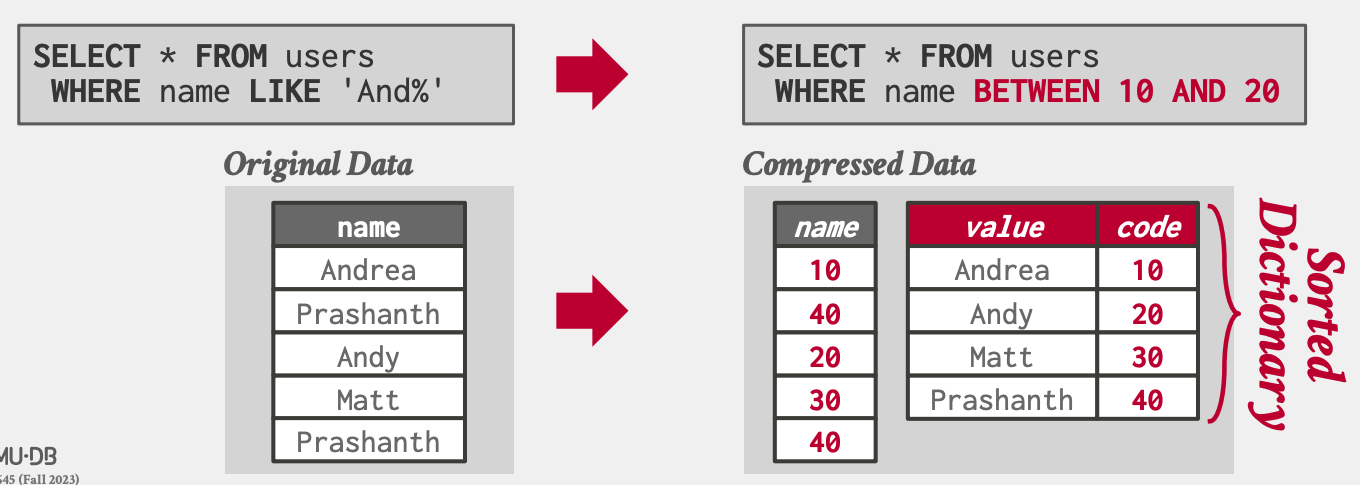 SELECT * FROM users
WHERE name LIKE 'And%'
SELECT * FROM users
WHERE name BETWEEN 10 AND 20
Original Data
name
Andrea
Prashanth
Andy
Matt
Prashanth
Compressed Data
name
10
40
20
30
40
value code
Andrea 10
Andy 20
Matt 30
Prashanth 40
Sorted
Dictionary
MU·DB
(Fall 2023)